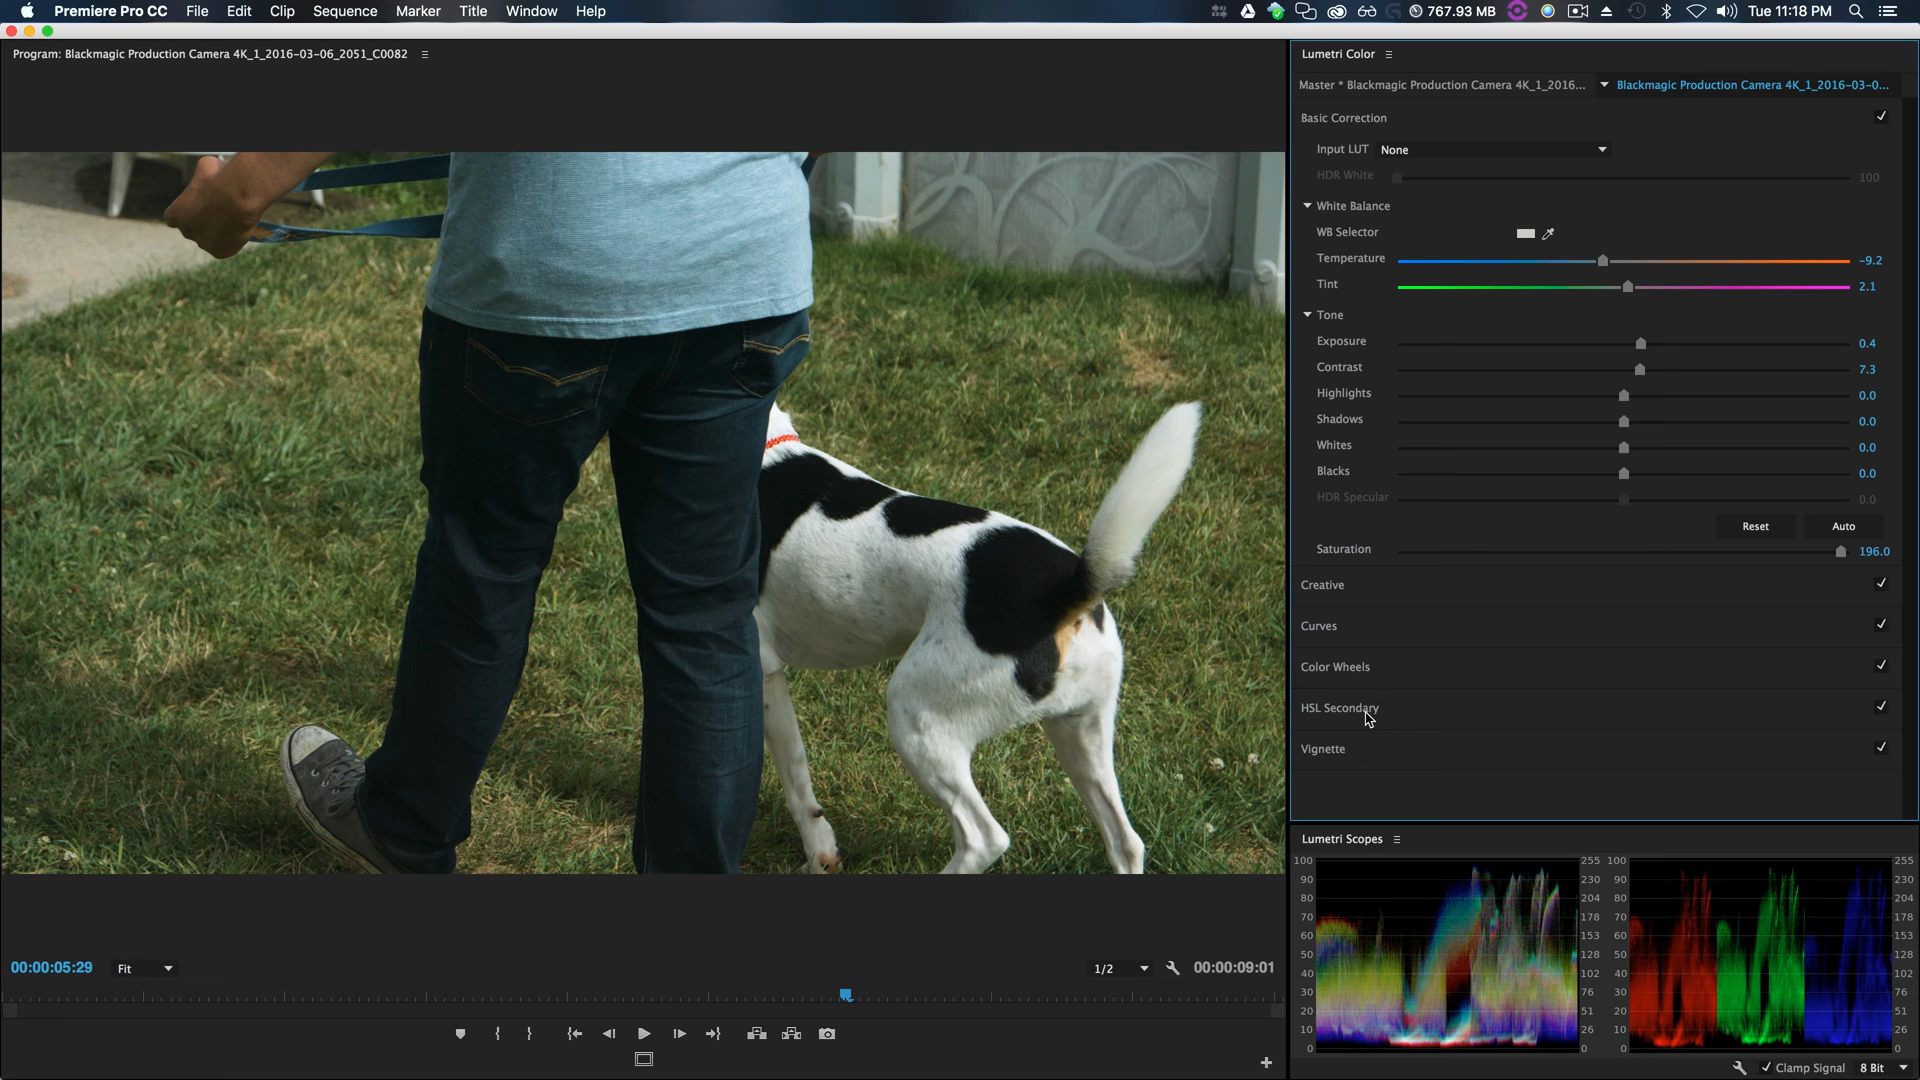 Premiere Pro CC File Edit Clip Sequence Marker Title Window Help 767.93 MB Tue 11:18 PM
Program: Blackmagic Production Camera 4K_1_2016-03-06_2051_C0082
Lumetri Color
Master * Blackmagic Production Camera 4K_1_2016... Blackmagic Production Camera 4K_1_2016-03-0...
Basic Correction
Input LUT None
HDR White 100
White Balance
WB Selector
Temperature -9.2
Tint 2.1
Tone
Exposure 0.4
Contrast 7.3
Highlights 0.0
Shadows 0.0
Whites 0.0
Blacks 0.0
HDR Specular 0.0
Reset Auto
Saturation 196.0
Creative
Curves
Color Wheels
HSL Secondary
Vignette
Lumetri Scopes
100 255 100 255
90 230 90 230
80 204 80 204
70 178 70 178
60 153 60 153
50 128 50 128
40 102 40 102
30 76 30 76
20 51 20 51
10 26 10 26
0 0 0 0
00:00:05:29 Fit 1/2 00:00:09:01
Clamp Signal 8 Bit